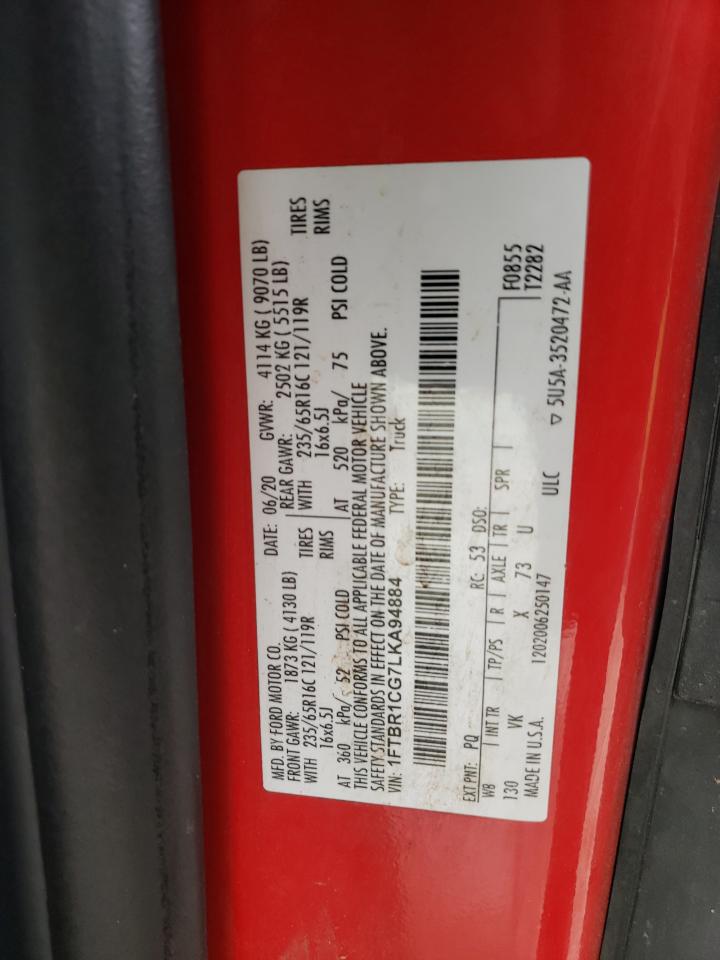 MFD. BY FORD MOTOR CO.
DATE: 06/20 GVWR: 4114 KG ( 9070 LB)
FRONT GAWR: 1873 KG ( 4130 LB) REAR GAWR: 2502 KG ( 5515 LB)
WITH 235/65R16C 121/119R TIRES WITH 235/65R16C 121/119R TIRES
16x6.5J RIMS 16x6.5J RIMS
AT 360 kPa/ 52 PSI COLD AT 520 kPa/ 75 PSI COLD
THIS VEHICLE CONFORMS TO ALL APPLICABLE FEDERAL MOTOR VEHICLE
SAFETY STANDARDS IN EFFECT ON THE DATE OF MANUFACTURE SHOWN ABOVE.
VIN: 1FTBR1CG7LKA94884 TYPE: Truck
EXT PNT: PQ RC: 53 DSO: F0855
WB INT TR TP/PS R AXLE TR SPR T2282
130 VK X 73 U
MADE IN U.S.A. 1202006250147 ULC ▽ 5U5A-3520472-AA